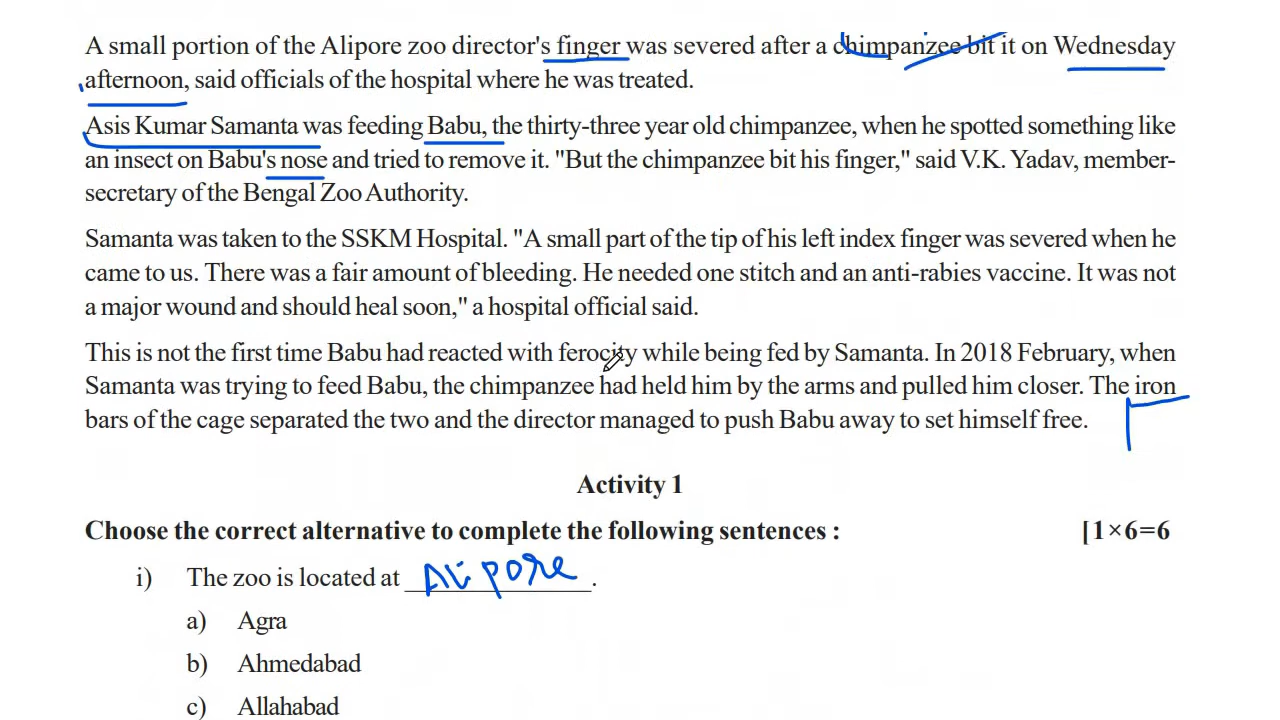 A small portion of the Alipore zoo director's finger was severed after a chimpanzee bit it on Wednesday
afternoon, said officials of the hospital where he was treated.
Asis Kumar Samanta was feeding Babu, the thirty-three year old chimpanzee, when he spotted something like
an insect on Babu's nose and tried to remove it. "But the chimpanzee bit his finger," said V.K. Yadav, member-
secretary of the Bengal Zoo Authority.
Samanta was taken to the SSKM Hospital. "A small part of the tip of his left index finger was severed when he
came to us. There was a fair amount of bleeding. He needed one stitch and an anti-rabies vaccine. It was not
a major wound and should heal soon," a hospital official said.
This is not the first time Babu had reacted with ferocity while being fed by Samanta. In 2018 February, when
Samanta was trying to feed Babu, the chimpanzee had held him by the arms and pulled him closer. The iron
bars of the cage separated the two and the director managed to push Babu away to set himself free.
Activity 1
Choose the correct alternative to complete the following sentences : [1×6=6
i) The zoo is located at Alipore .
a) Agra
b) Ahmedabad
c) Allahabad